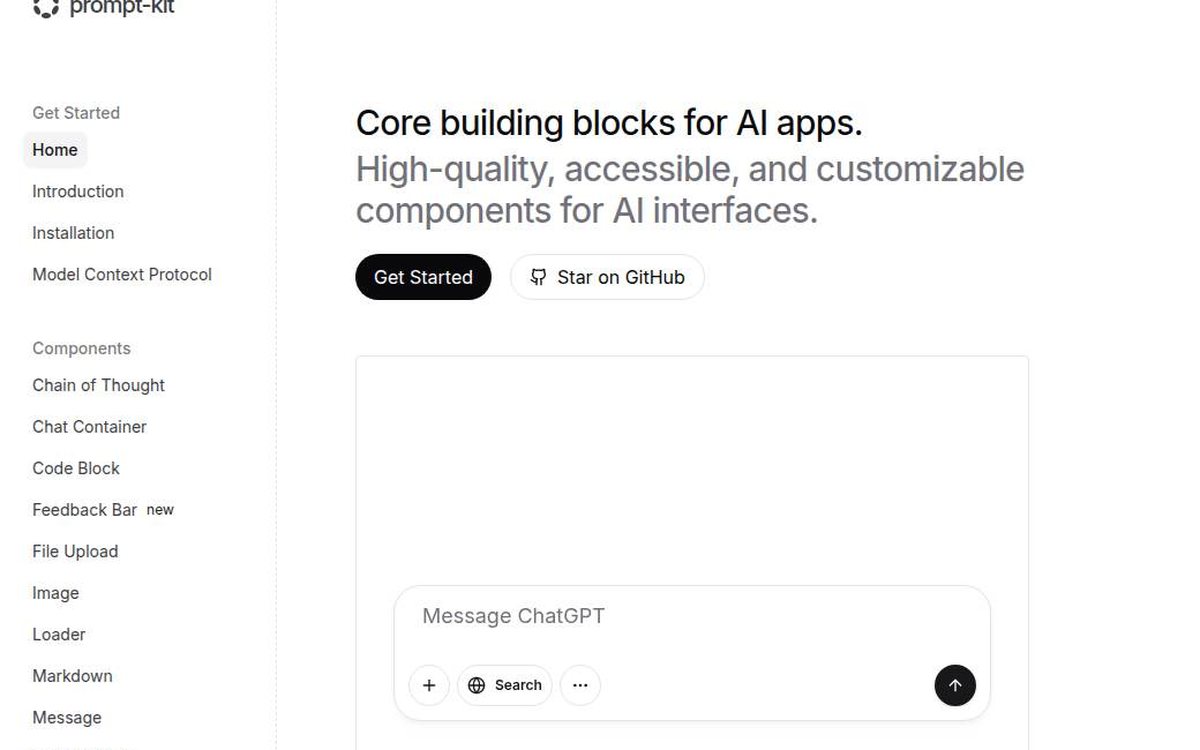 prompt-kit
Get Started
Home
Introduction
Installation
Model Context Protocol
Components
Chain of Thought
Chat Container
Code Block
Feedback Bar new
File Upload
Image
Loader
Markdown
Message
Core building blocks for AI apps.
High-quality, accessible, and customizable
components for AI interfaces.
Get Started
Star on GitHub
Message ChatGPT
Search